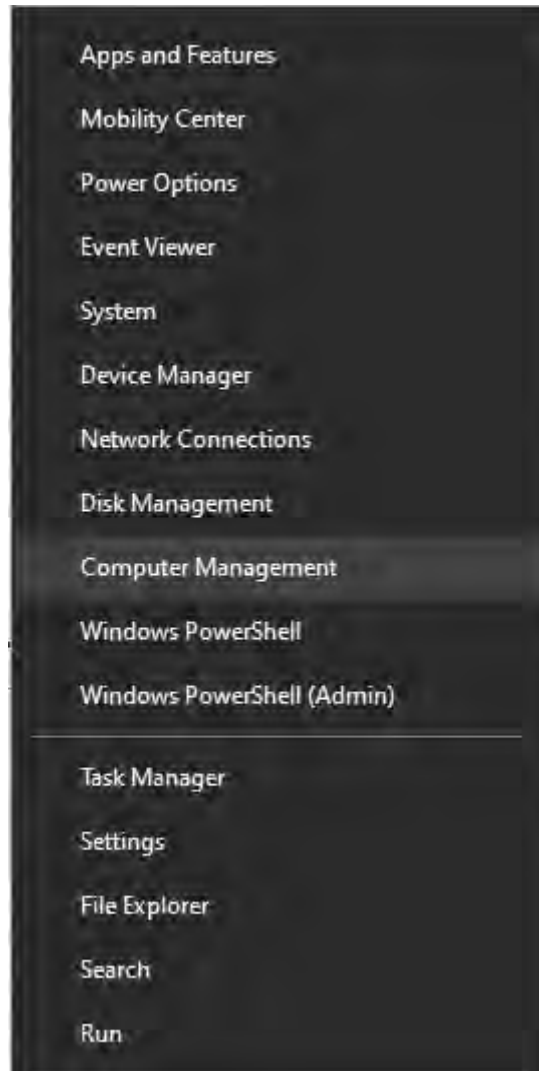 Apps and Features
Mobility Center
Power Options
Event Viewer
System
Device Manager
Network Connections
Disk Management
Computer Management
Windows PowerShell
Windows PowerShell (Admin)
Task Manager
Settings
File Explorer
Search
Run